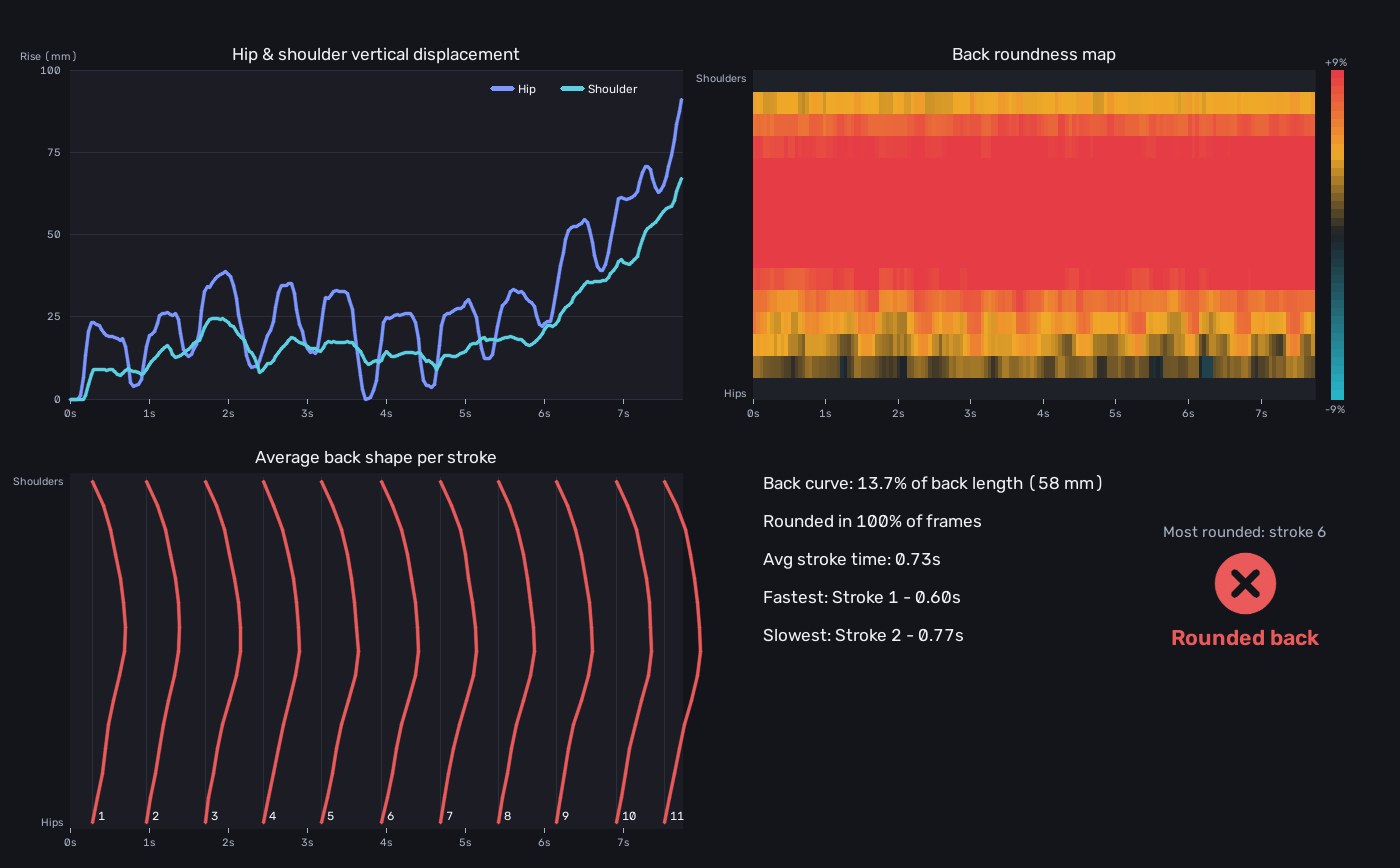 Hip & shoulder vertical displacement
Rise (mm)
100
75
50
25
0
Hip
Shoulder
0s 1s 2s 3s 4s 5s 6s 7s
Back roundness map
Shoulders
Hips
+9%
-9%
0s 1s 2s 3s 4s 5s 6s 7s
Average back shape per stroke
Shoulders
Hips
1 2 3 4 5 6 7 8 9 10 11
0s 1s 2s 3s 4s 5s 6s 7s
Back curve: 13.7% of back length (58 mm)
Rounded in 100% of frames
Avg stroke time: 0.73s
Fastest: Stroke 1 - 0.60s
Slowest: Stroke 2 - 0.77s
Most rounded: stroke 6
Rounded back